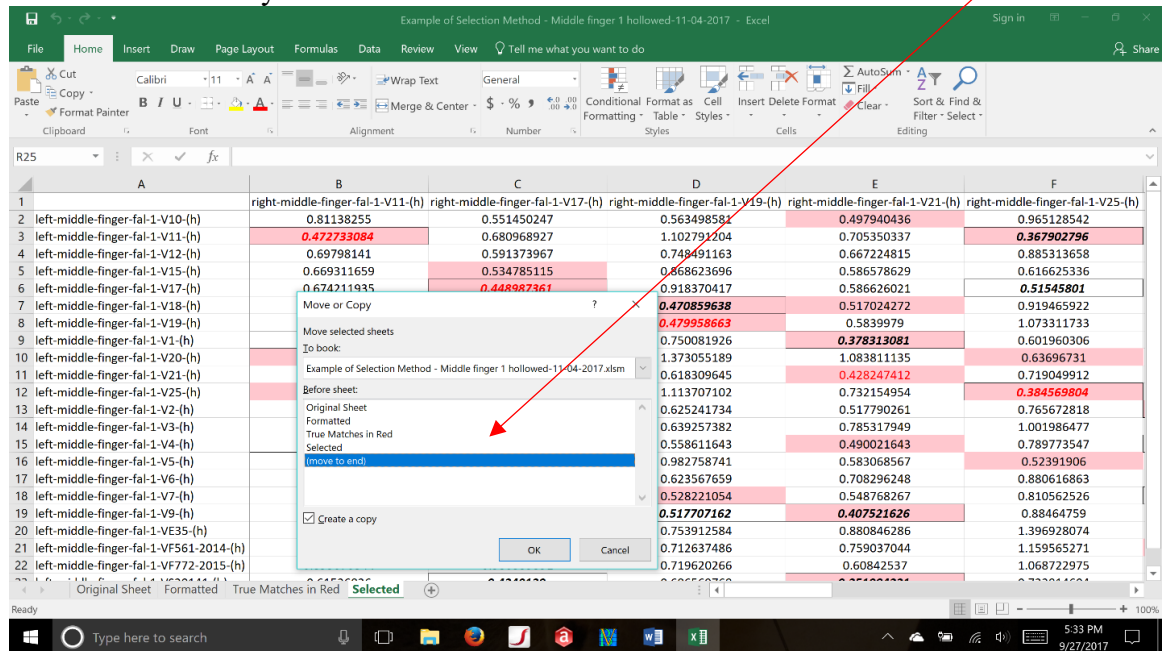 Example of Selection Method - Middle finger 1 hollowed-11-04-2017 - Excel Sign in
File Home Insert Draw Page Layout Formulas Data Review View Tell me what you want to do Share
Cut
Copy
Format Painter
Paste
Calibri 11
B I U
Wrap Text
Merge & Center
General
$ % ,
Conditional Formatting
Format as Table
Cell Styles
Insert Delete Format
AutoSum
Fill
Clear
Sort & Filter
Find & Select
Clipboard Font Alignment Number Styles Cells Editing
R25 fx
A B C D E F
1 right-middle-finger-fal-1-V11-(h) right-middle-finger-fal-1-V17-(h) right-middle-finger-fal-1-V19-(h) right-middle-finger-fal-1-V21-(h) right-middle-finger-fal-1-V25-(h)
2 left-middle-finger-fal-1-V10-(h) 0.81138255 0.551450247 0.563498581 0.497940436 0.965128542
3 left-middle-finger-fal-1-V11-(h) 0.472733084 0.680968927 1.102791204 0.705350337 0.367902796
4 left-middle-finger-fal-1-V12-(h) 0.69798141 0.591373967 0.748491163 0.667224815 0.885313658
5 left-middle-finger-fal-1-V15-(h) 0.669311659 0.534785115 0.868623696 0.586578629 0.616625336
6 left-middle-finger-fal-1-V17-(h) 0.674211935 0.448987361 0.918370417 0.586626021 0.51545801
7 left-middle-finger-fal-1-V18-(h) 0.470859638 0.517024272 0.919465922
8 left-middle-finger-fal-1-V19-(h) 0.479958663 0.5839979 1.073311733
9 left-middle-finger-fal-1-V1-(h) 0.750081926 0.378313081 0.601960306
10 left-middle-finger-fal-1-V20-(h) 1.373055189 1.083811135 0.63696731
11 left-middle-finger-fal-1-V21-(h) 0.618309645 0.428247412 0.719049912
12 left-middle-finger-fal-1-V25-(h) 1.113707102 0.732154954 0.384569804
13 left-middle-finger-fal-1-V2-(h) 0.625241734 0.517790261 0.765672818
14 left-middle-finger-fal-1-V3-(h) 0.639257382 0.785317949 1.001986477
15 left-middle-finger-fal-1-V4-(h) 0.558611643 0.490021643 0.789773547
16 left-middle-finger-fal-1-V5-(h) 0.982758741 0.583068567 0.52391906
17 left-middle-finger-fal-1-V6-(h) 0.623567659 0.708296248 0.880616863
18 left-middle-finger-fal-1-V7-(h) 0.528221054 0.548768267 0.810562526
19 left-middle-finger-fal-1-V9-(h) 0.517707162 0.407521626 0.88464759
20 left-middle-finger-fal-1-VE35-(h) 0.753912584 0.880846286 1.396928074
21 left-middle-finger-fal-1-VF561-2014-(h) 0.712637486 0.759037044 1.159565271
22 left-middle-finger-fal-1-VF772-2015-(h) 0.719620266 0.60842537 1.068722975
Move or Copy ?
Move selected sheets
To book:
Example of Selection Method - Middle finger 1 hollowed-11-04-2017.xlsm
Before sheet:
Original Sheet
Formatted
True Matches in Red
Selected
(move to end)
Create a copy
OK Cancel
Original Sheet Formatted True Matches in Red Selected
Ready 100%
Type here to search
5:33 PM
9/27/2017